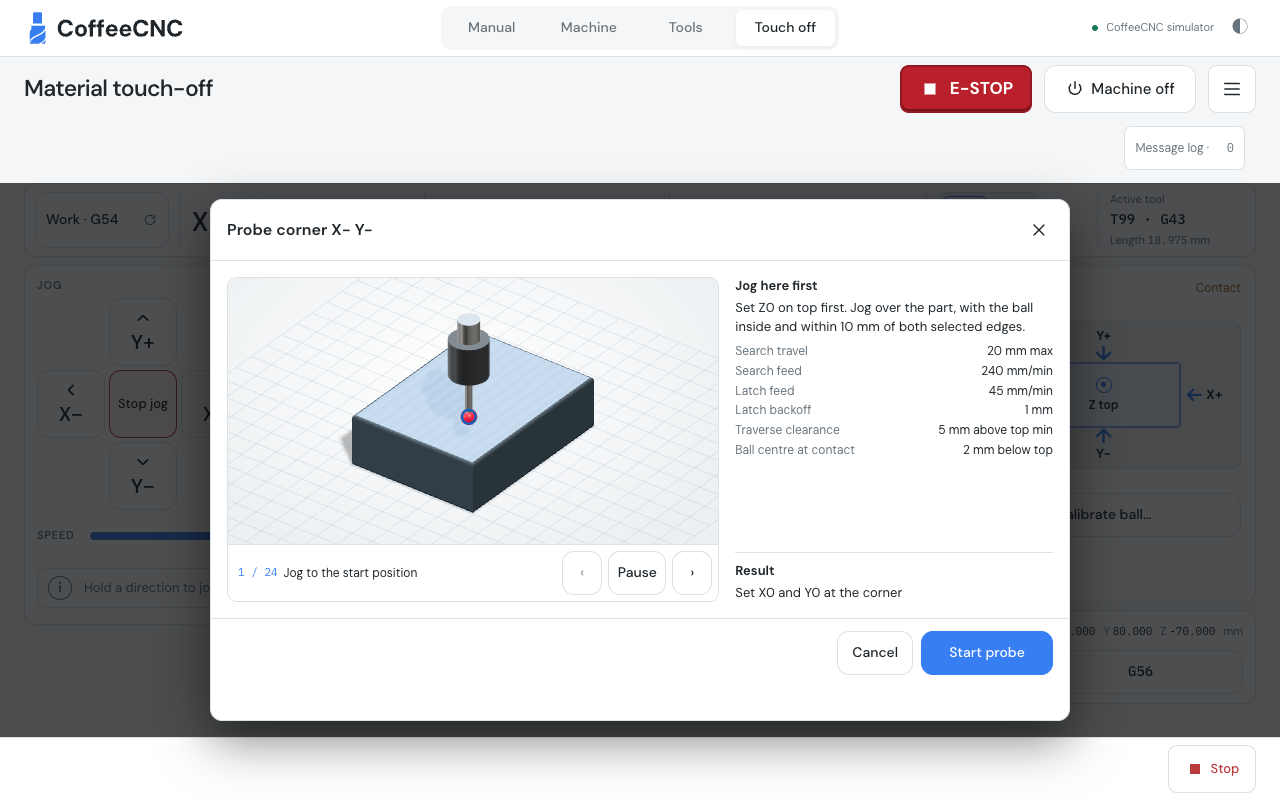 CoffeeCNC
Manual
Machine
Tools
Touch off
CoffeeCNC simulator
Material touch-off
E-STOP
Machine off
Message log · 0
Work · G54
X
Active tool
T99 · G43
Length 18.975 mm
JOG
Y+
X−
Stop jog
Y−
SPEED
Hold a direction to jo
Contact
Y+
X+
Z top
Y-
alibrate ball...
.000 Y 80.000 Z -70.000 mm
G56
Probe corner X- Y-
1 / 24 Jog to the start position
‹
Pause
›
Jog here first
Set Z0 on top first. Jog over the part, with the ball
inside and within 10 mm of both selected edges.
Search travel 20 mm max
Search feed 240 mm/min
Latch feed 45 mm/min
Latch backoff 1 mm
Traverse clearance 5 mm above top min
Ball centre at contact 2 mm below top
Result
Set X0 and Y0 at the corner
Cancel
Start probe
Stop